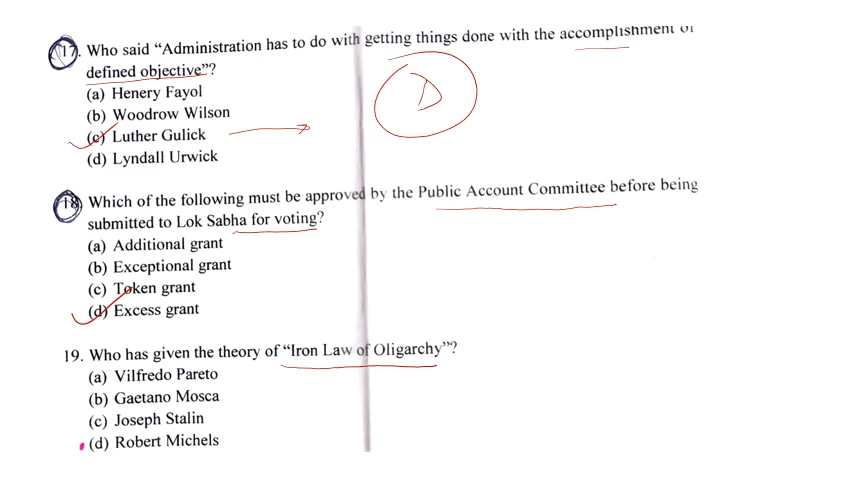 17. Who said “Administration has to do with getting things done with the accomplishment of
defined objective”?
(a) Henery Fayol
(b) Woodrow Wilson
(c) Luther Gulick
D
(d) Lyndall Urwick
18. Which of the following must be approved by the Public Account Committee before being
submitted to Lok Sabha for voting?
(a) Additional grant
(b) Exceptional grant
(c) Token grant
(d) Excess grant
19. Who has given the theory of “Iron Law of Oligarchy”?
(a) Vilfredo Pareto
(b) Gaetano Mosca
(c) Joseph Stalin
(d) Robert Michels